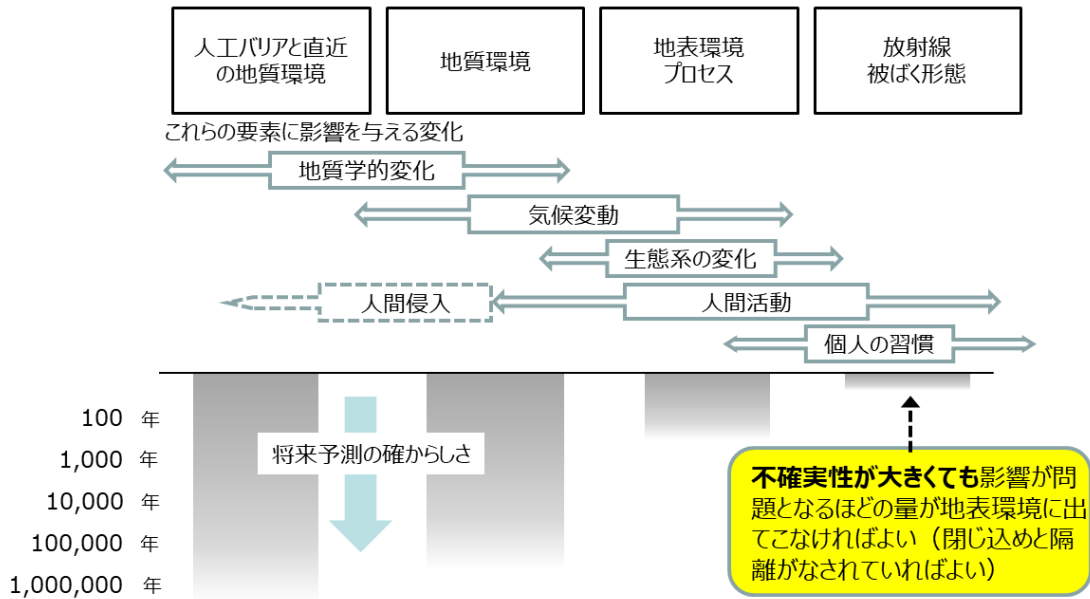 人工バリアと直近
の地質環境
地質環境
地表環境
プロセス
放射線
被ばく形態
これらの要素に影響を与える変化
地質学的変化
気候変動
生態系の変化
人間侵入
人間活動
個人の習慣
100 年
1,000 年
10,000 年
100,000 年
1,000,000 年
将来予測の確からしさ
不確実性が大きくても影響が問
題となるほどの量が地表環境に出
てこなければよい（閉じ込めと隔
離がなされていればよい）